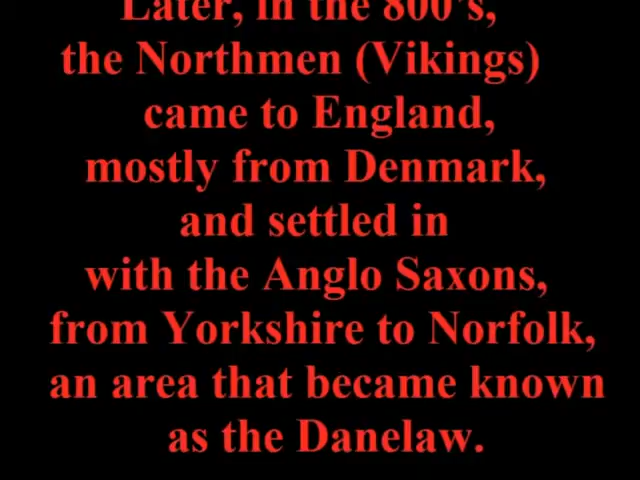 Later, in the 800's,
the Northmen (Vikings)
came to England,
mostly from Denmark,
and settled in
with the Anglo Saxons,
from Yorkshire to Norfolk,
an area that became known
as the Danelaw.